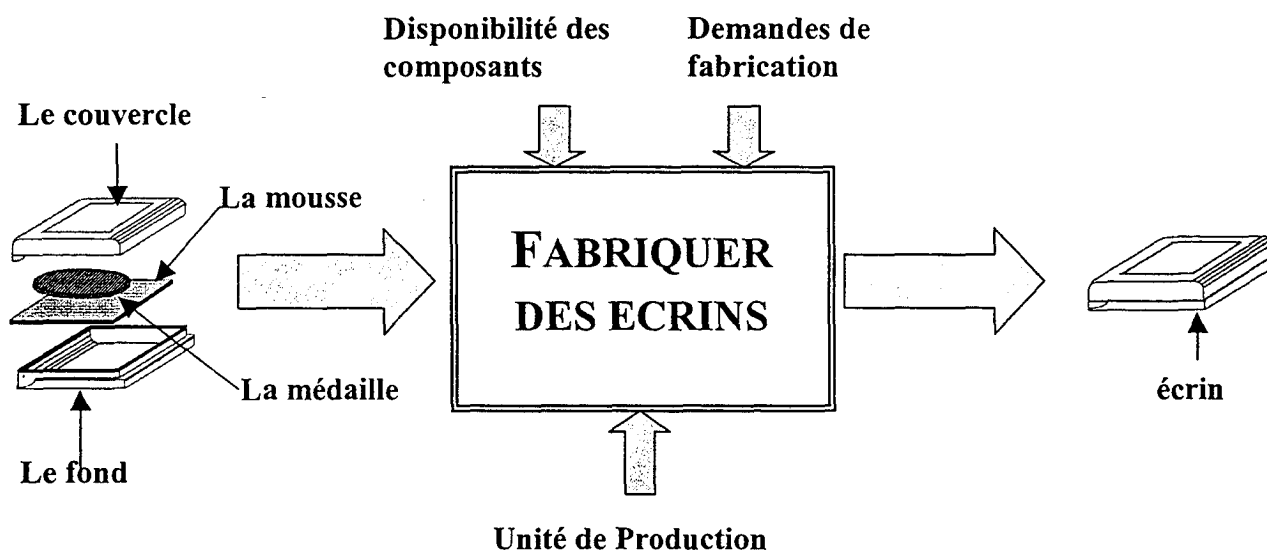 Disponibilité des
composants
Demandes de
fabrication
Le couvercle
La mousse
FABRIQUER
DES ECRINS
La médaille
écrin
Le fond
Unité de Production